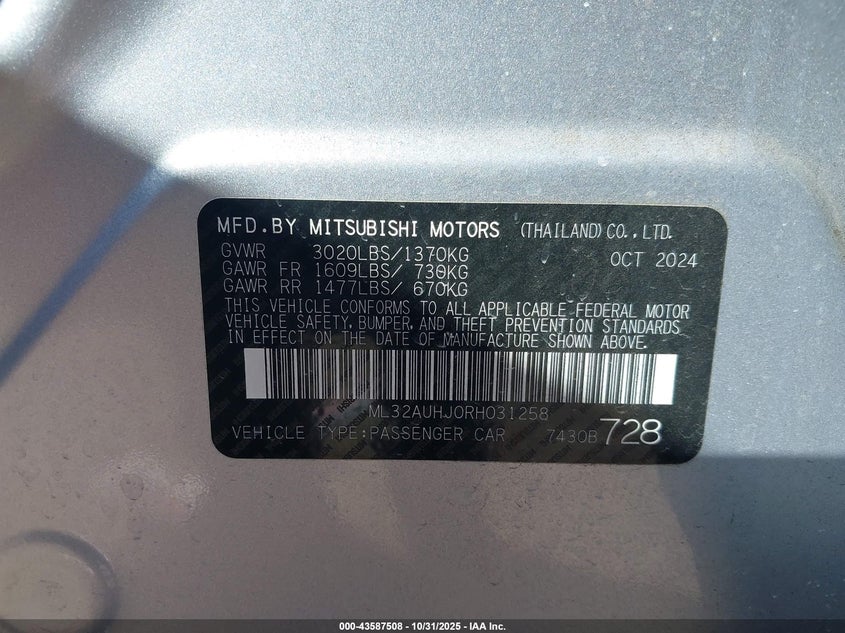 MFD.BY MITSUBISHI MOTORS (THAILAND)CO.,LTD.
GVWR 3020LBS/1370KG OCT 2024
GAWR FR 1609LBS/ 730KG
GAWR RR 1477LBS/ 670KG
THIS VEHICLE CONFORMS TO ALL APPLICABLE FEDERAL MOTOR
VEHICLE SAFETY, BUMPER, AND THEFT PREVENTION STANDARDS
IN EFFECT ON THE DATE OF MANUFACTURE SHOWN ABOVE.
ML32AUHJ0RH031258
VEHICLE TYPE:PASSENGER CAR 7430B 728
000-43587508 - 10/31/2025 - IAA Inc.